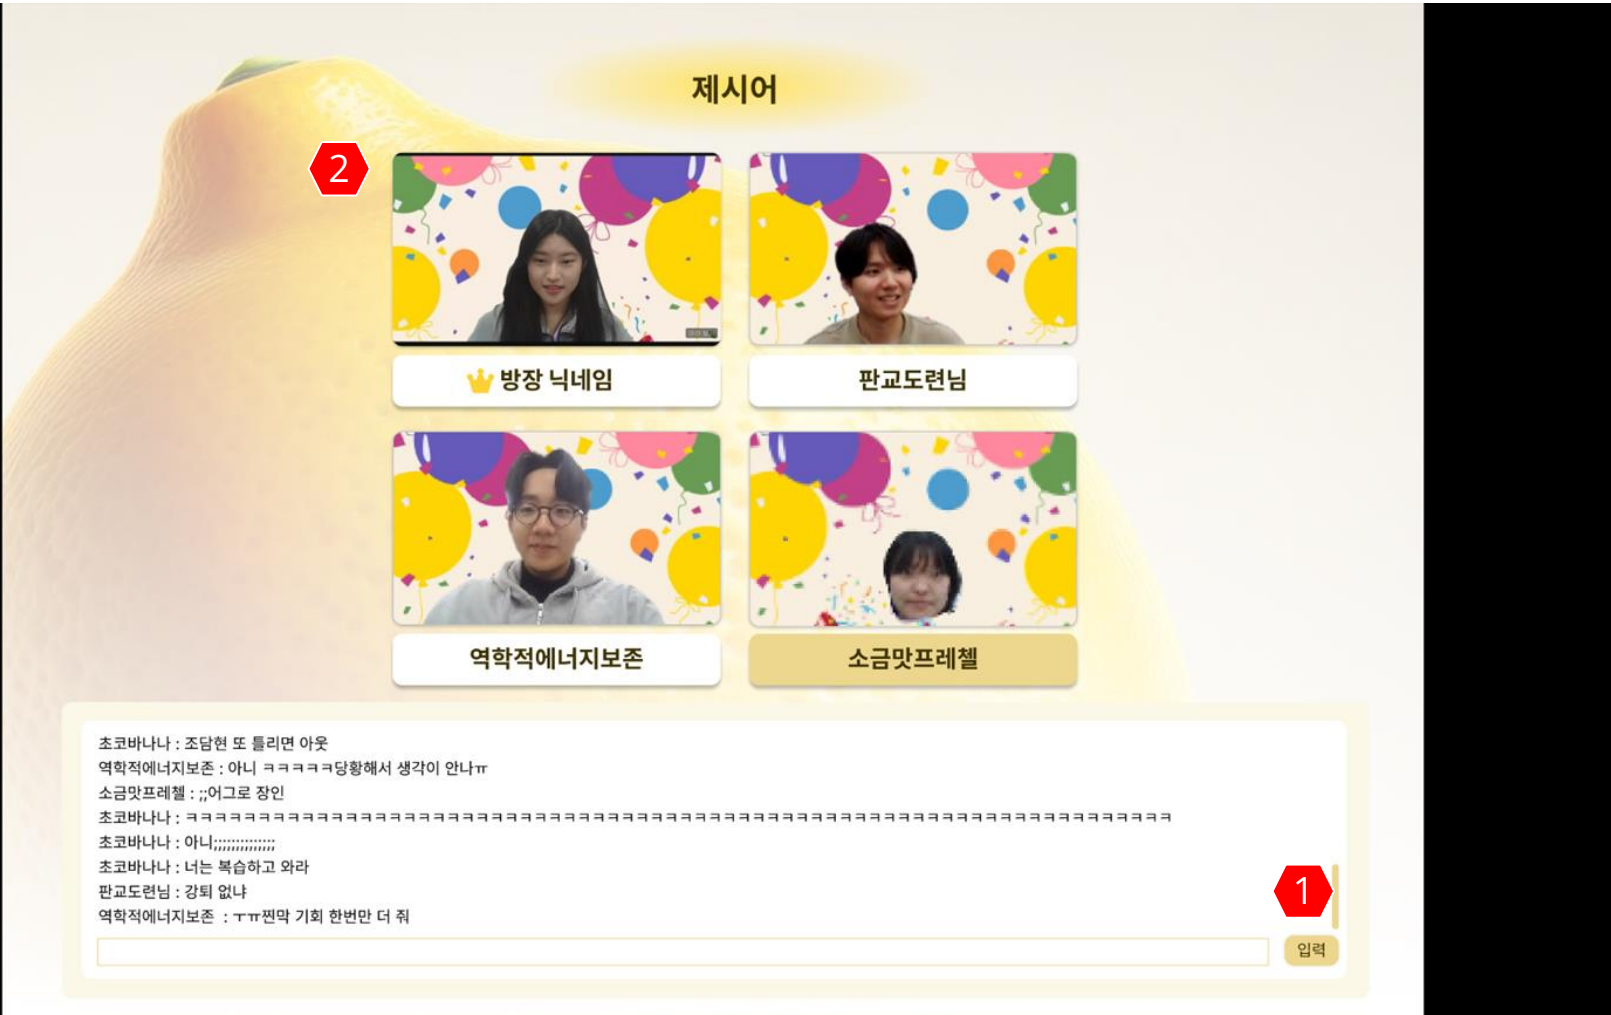 제시어
2
방장 닉네임
판교도련님
역학적에너지보존
소금맛프레첼
초코바나나 : 조담현 또 틀리면 아웃
역학적에너지보존 : 아니 ㅋㅋㅋㅋㅋ당황해서 생각이 안나ㅠ
소금맛프레첼 : ;;어그로 장인
초코바나나 : ㅋㅋㅋㅋㅋㅋㅋㅋㅋㅋㅋㅋㅋㅋㅋㅋㅋㅋㅋㅋㅋㅋㅋㅋㅋㅋㅋㅋㅋㅋㅋㅋㅋㅋㅋㅋㅋㅋㅋㅋㅋㅋㅋㅋㅋㅋㅋㅋㅋㅋㅋㅋㅋㅋㅋㅋㅋㅋㅋㅋㅋㅋㅋㅋㅋㅋㅋㅋ
초코바나나 : 아니;;;;;;;;;;;;;;
초코바나나 : 너는 복습하고 와라
판교도련님 : 강퇴 없냐
역학적에너지보존 : ㅜㅠ찐막 기회 한번만 더 줘
1
입력